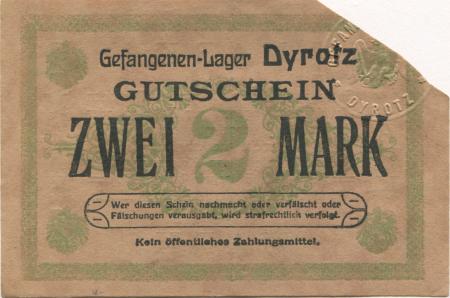 Gefangenen-Lager Dyrotz
GUTSCHEIN
ZWEI 2 MARK
Wer diesen Schein nachmacht oder verfälscht oder
Fälschungen verausgabt, wird strafrechtlich verfolgt.
Kein öffentliches Zahlungsmittel.
DYROTZ